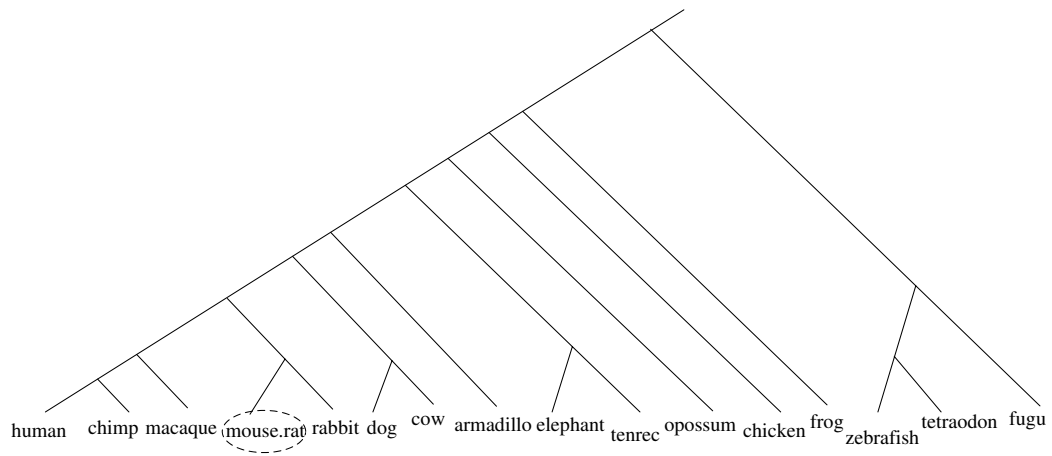 human chimp macaque mouse.rat rabbit dog cow armadillo elephant tenrec opossum chicken frog zebrafish tetraodon fugu